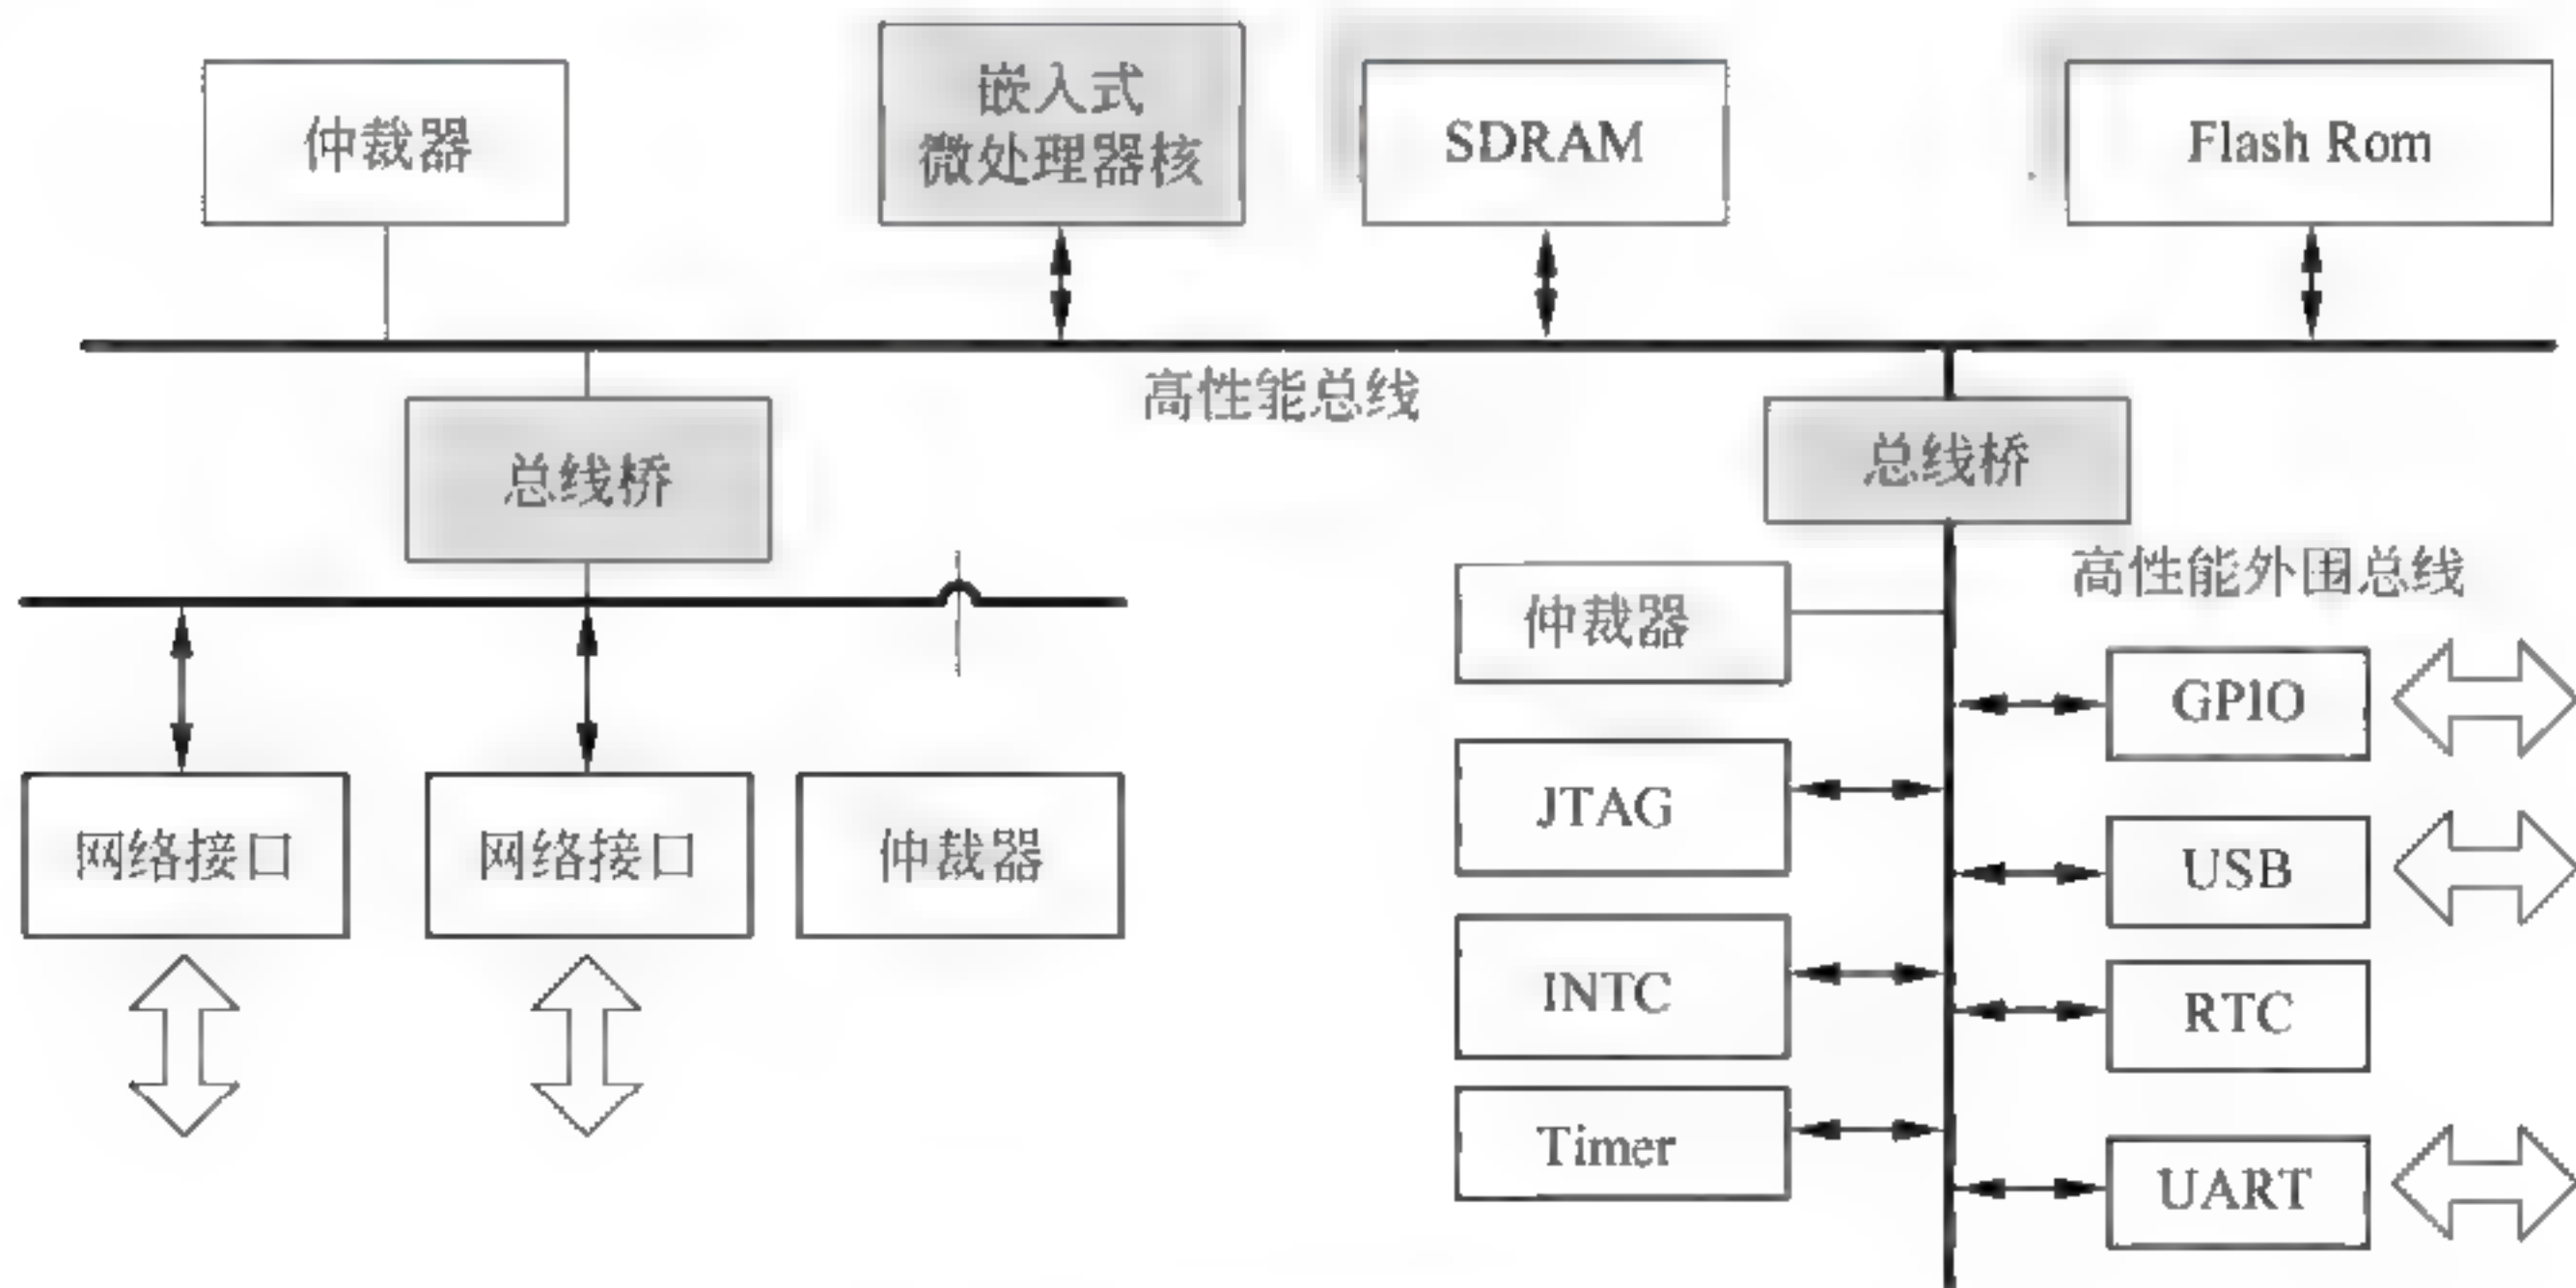 仲裁器
嵌入式
微处理器核
SDRAM
Flash Rom
高性能总线
总线桥
总线桥
高性能外围总线
仲裁器
GPIO
JTAG
USB
网络接口
网络接口
仲裁器
INTC
RTC
Timer
UART